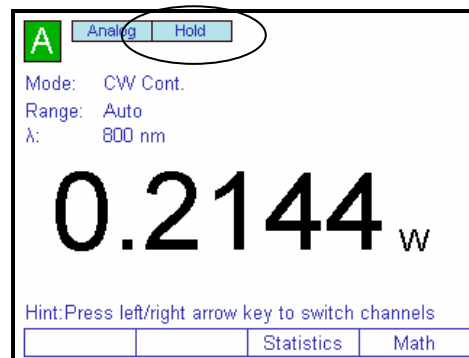 A Analog Hold
Mode: CW Cont.
Range: Auto
λ: 800 nm
0.2144 W
Hint:Press left/right arrow key to switch channels
Statistics Math